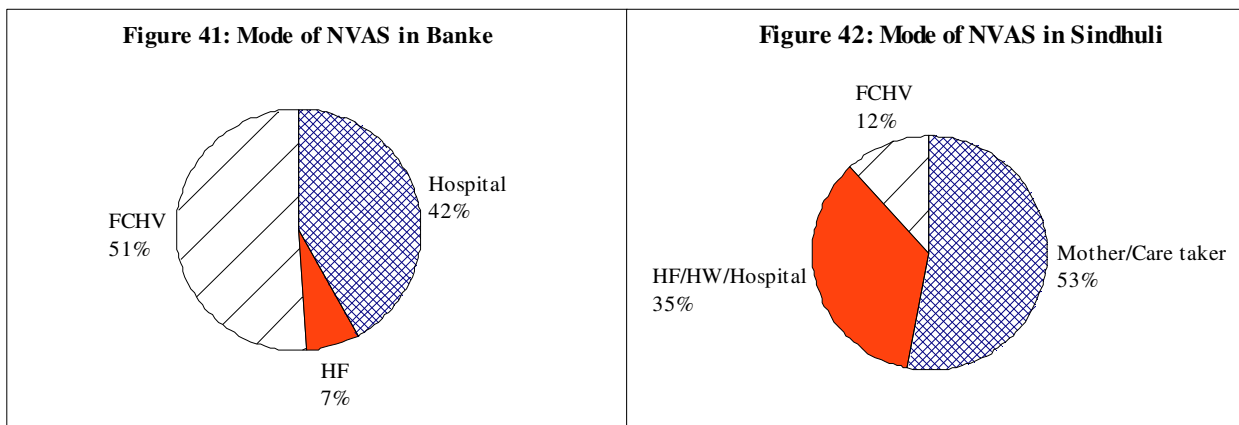 Figure 41: Mode of NVAS in Banke
FCHV
51%
Hospital
42%
HF
7%
Figure 42: Mode of NVAS in Sindhuli
FCHV
12%
HF/HW/Hospital
35%
Mother/Care taker
53%